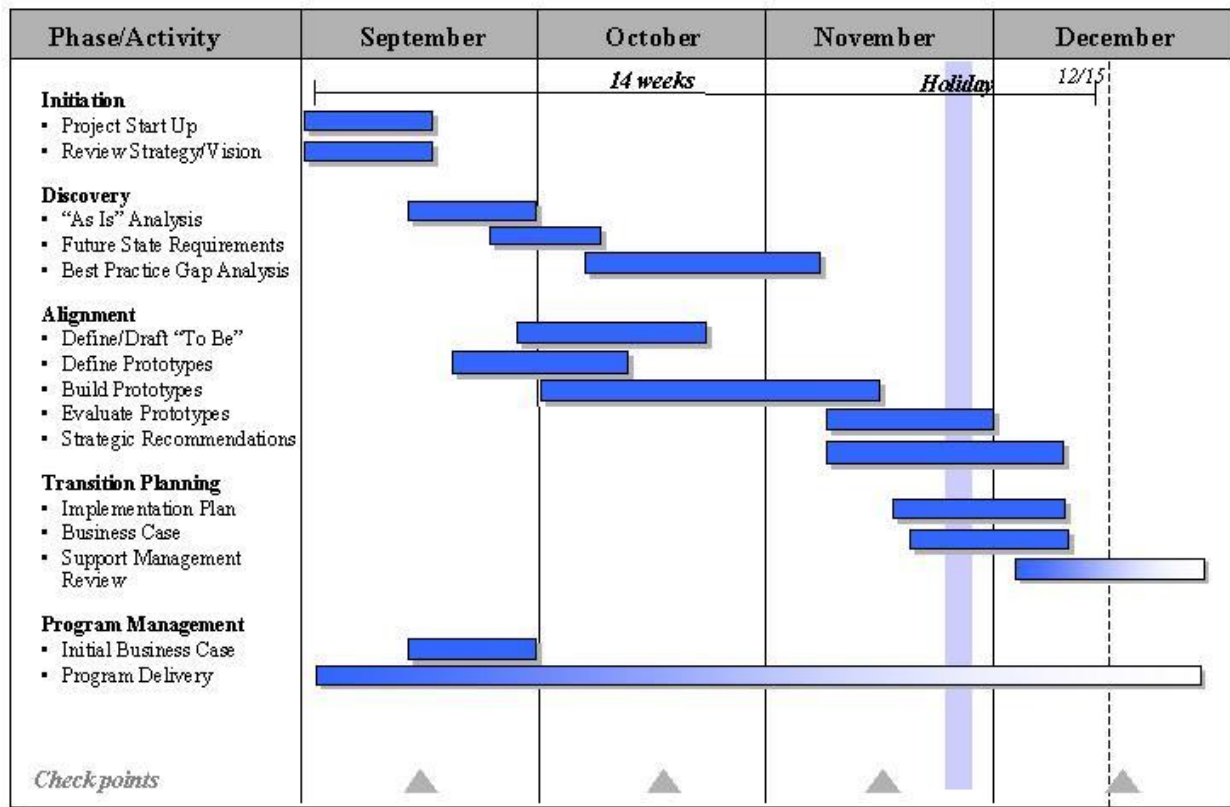 Phase/Activity September October November December
14 weeks Holiday 12/15
Initiation
▪ Project Start Up
▪ Review Strategy/Vision
Discovery
▪ “As Is” Analysis
▪ Future State Requirements
▪ Best Practice Gap Analysis
Alignment
▪ Define/Draft “To Be”
▪ Define Prototypes
▪ Build Prototypes
▪ Evaluate Prototypes
▪ Strategic Recommendations
Transition Planning
▪ Implementation Plan
▪ Business Case
▪ Support Management
Review
Program Management
▪ Initial Business Case
▪ Program Delivery
Check points